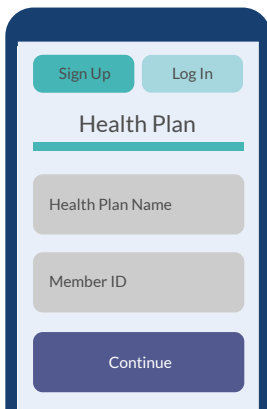 Sign Up Log In
Health Plan
Health Plan Name
Member ID
Continue